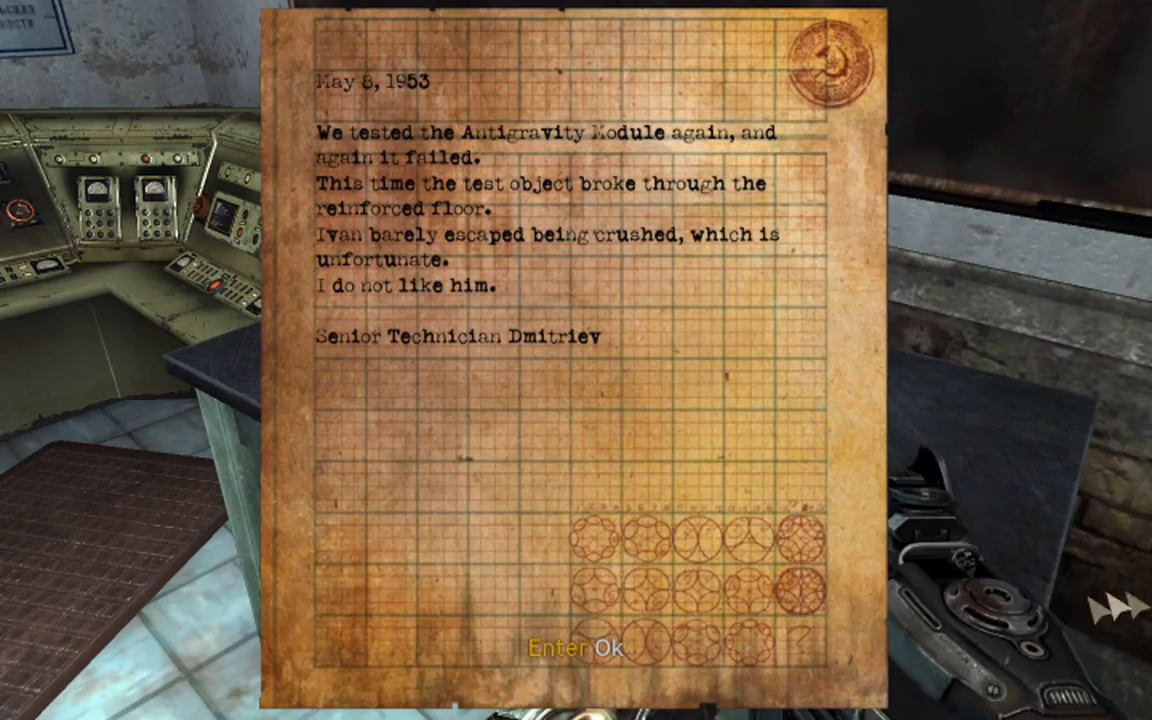 May 8, 1953
We tested the Antigravity Module again, and
again it failed.
This time the test object broke through the
reinforced floor.
Ivan barely escaped being crushed, which is
unfortunate.
I do not like him.
Senior Technician Dmitriev
Enter Ok